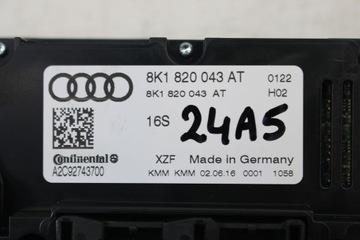 8K1 820 043 AT 0122
8K1 820 043 AT H02
16S 24A5
Continental XZF Made in Germany
A2C92743700 KMM KMM 02.06.16 0001 1058